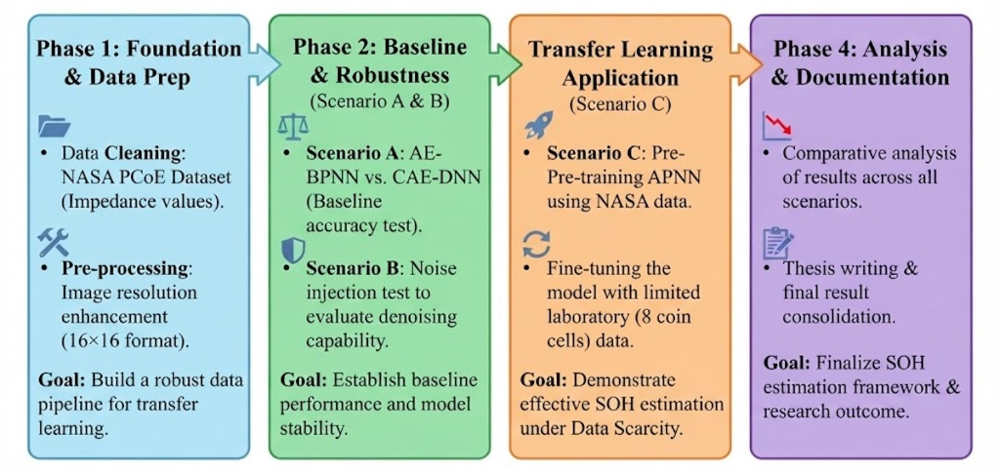 Phase 1: Foundation
& Data Prep
• Data Cleaning:
NASA PCoE Dataset
(Impedance values).
• Pre-processing:
Image resolution
enhancement
(16×16 format).
Goal: Build a robust data
pipeline for transfer
learning.
Phase 2: Baseline
& Robustness
(Scenario A & B)
• Scenario A: AE-
BPNN vs. CAE-DNN
(Baseline
accuracy test).
• Scenario B: Noise
injection test to
evaluate denoising
capability.
Goal: Establish baseline
performance and model
stability.
Transfer Learning
Application
(Scenario C)
• Scenario C: Pre-
Pre-training APNN
using NASA data.
• Fine-tuning the
model with limited
laboratory (8 coin
cells) data.
Goal: Demonstrate
effective SOH estimation
under Data Scarcity.
Phase 4: Analysis
& Documentation
• Comparative analysis
of results across all
scenarios.
• Thesis writing &
final result
consolidation.
Goal: Finalize SOH
estimation framework &
research outcome.